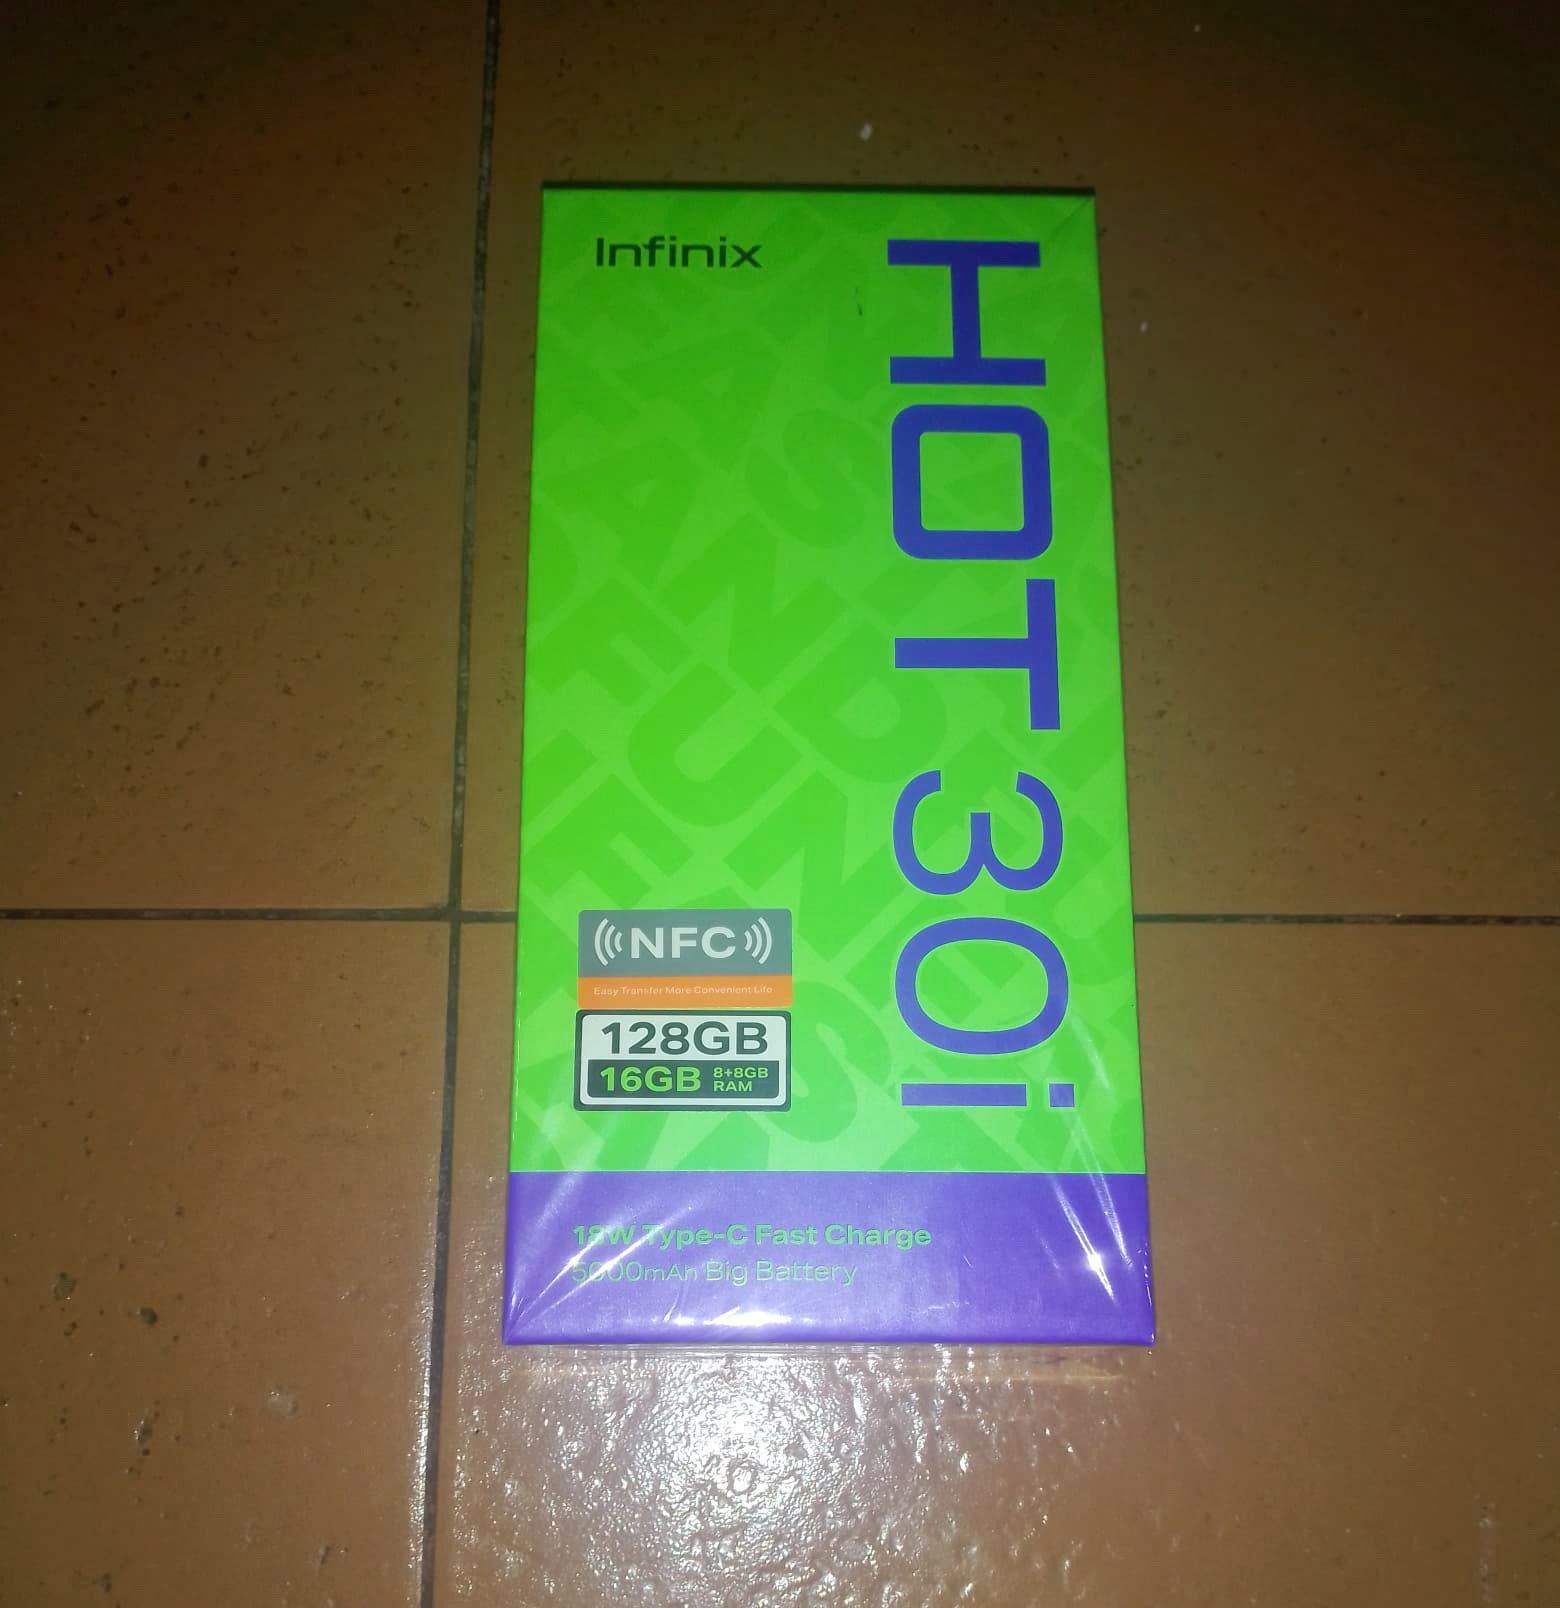 Infinix
HOT 30i
NFC
Easy Transfer More Convenient Life
128GB
16GB 8+8GB RAM
18W Type-C Fast Charge
5000mAh Big Battery